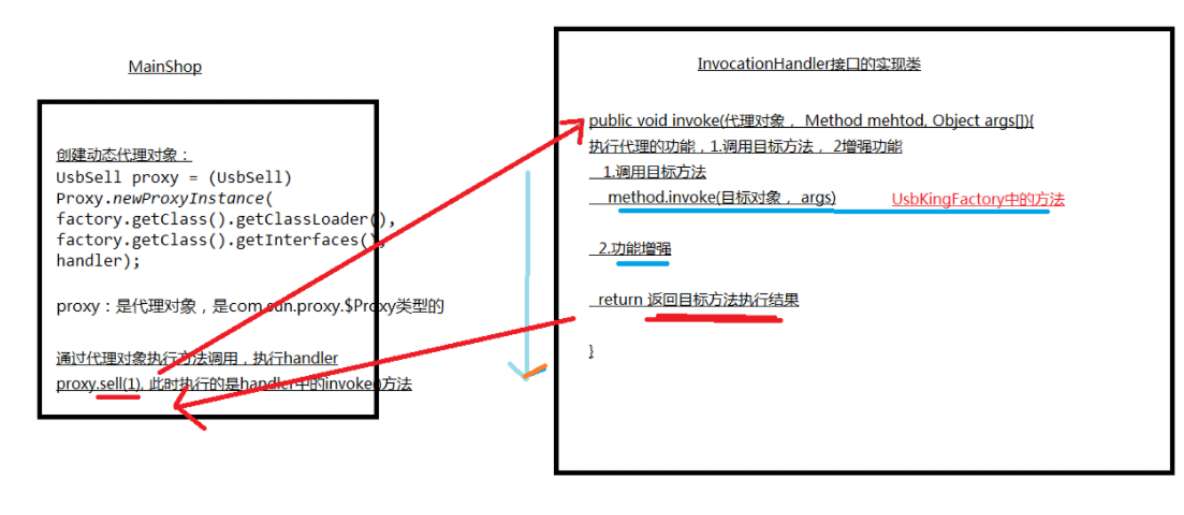 MainShop
创建动态代理对象：
UsbSell proxy = (UsbSell)
Proxy.newProxyInstance(
factory.getClass().getClassLoader(),
factory.getClass().getInterfaces(),
handler);
proxy：是代理对象，是com.sun.proxy.$Proxy类型的
通过代理对象执行方法调用，执行handler
proxy.sell(1), 此时执行的是handler中的invoke()方法
InvocationHandler接口的实现类
public void invoke(代理对象， Method mehtod, Object args[]){
执行代理的功能，1.调用目标方法， 2增强功能
1.调用目标方法
method.invoke(目标对象， args) UsbKingFactory中的方法
2.功能增强
return 返回目标方法执行结果
}